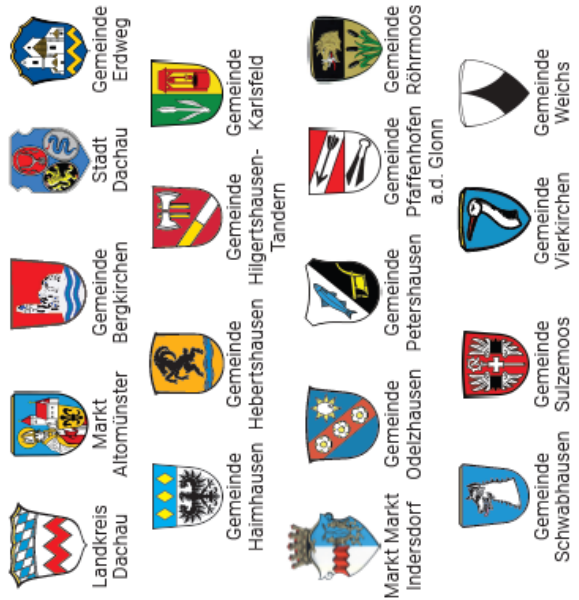 Landkreis
Dachau
Markt
Altomünster
Gemeinde
Bergkirchen
Stadt
Dachau
Gemeinde
Erdweg
Gemeinde
Haimhausen
Gemeinde
Hebertshausen
Gemeinde
Hilgertshausen-
Tandern
Gemeinde
Karlsfeld
Markt Markt
Indersdorf
Gemeinde
Odelzhausen
Gemeinde
Petershausen
Gemeinde
Pfaffenhofen
a.d. Glonn
Gemeinde
Röhrmoos
Gemeinde
Schwabhausen
Gemeinde
Sulzemoos
Gemeinde
Vierkirchen
Gemeinde
Weichs